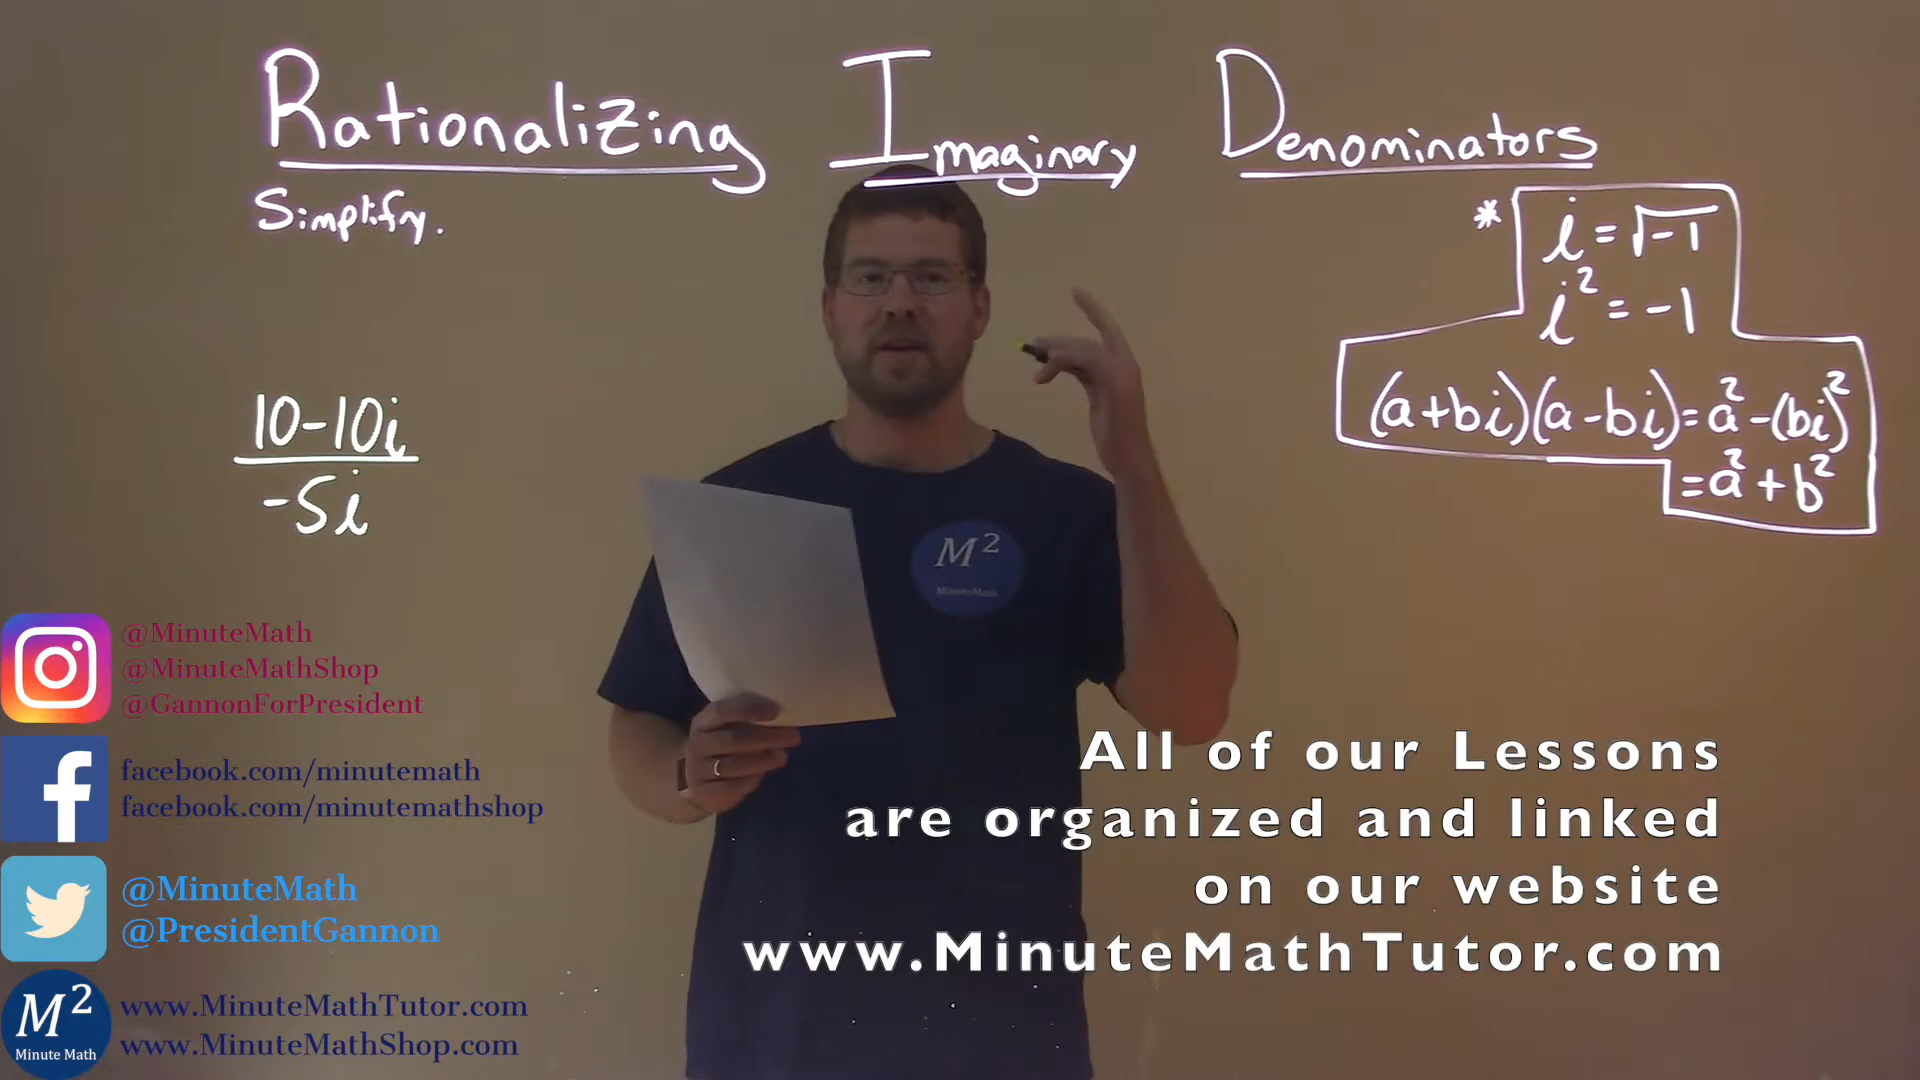 Rationalizing Imaginary Denominators
Simplify.
* i = √-1
i² = -1
(a+bi)(a-bi) = a² - (bi)²
= a² + b²
10-10i
-5i
M²
MinuteMath
@MinuteMath
@MinuteMathShop
@GannonForPresident
facebook.com/minutemath
facebook.com/minutemathshop
@MinuteMath
@PresidentGannon
M²
Minute Math
www.MinuteMathTutor.com
www.MinuteMathShop.com
All of our Lessons
are organized and linked
on our website
www.MinuteMathTutor.com